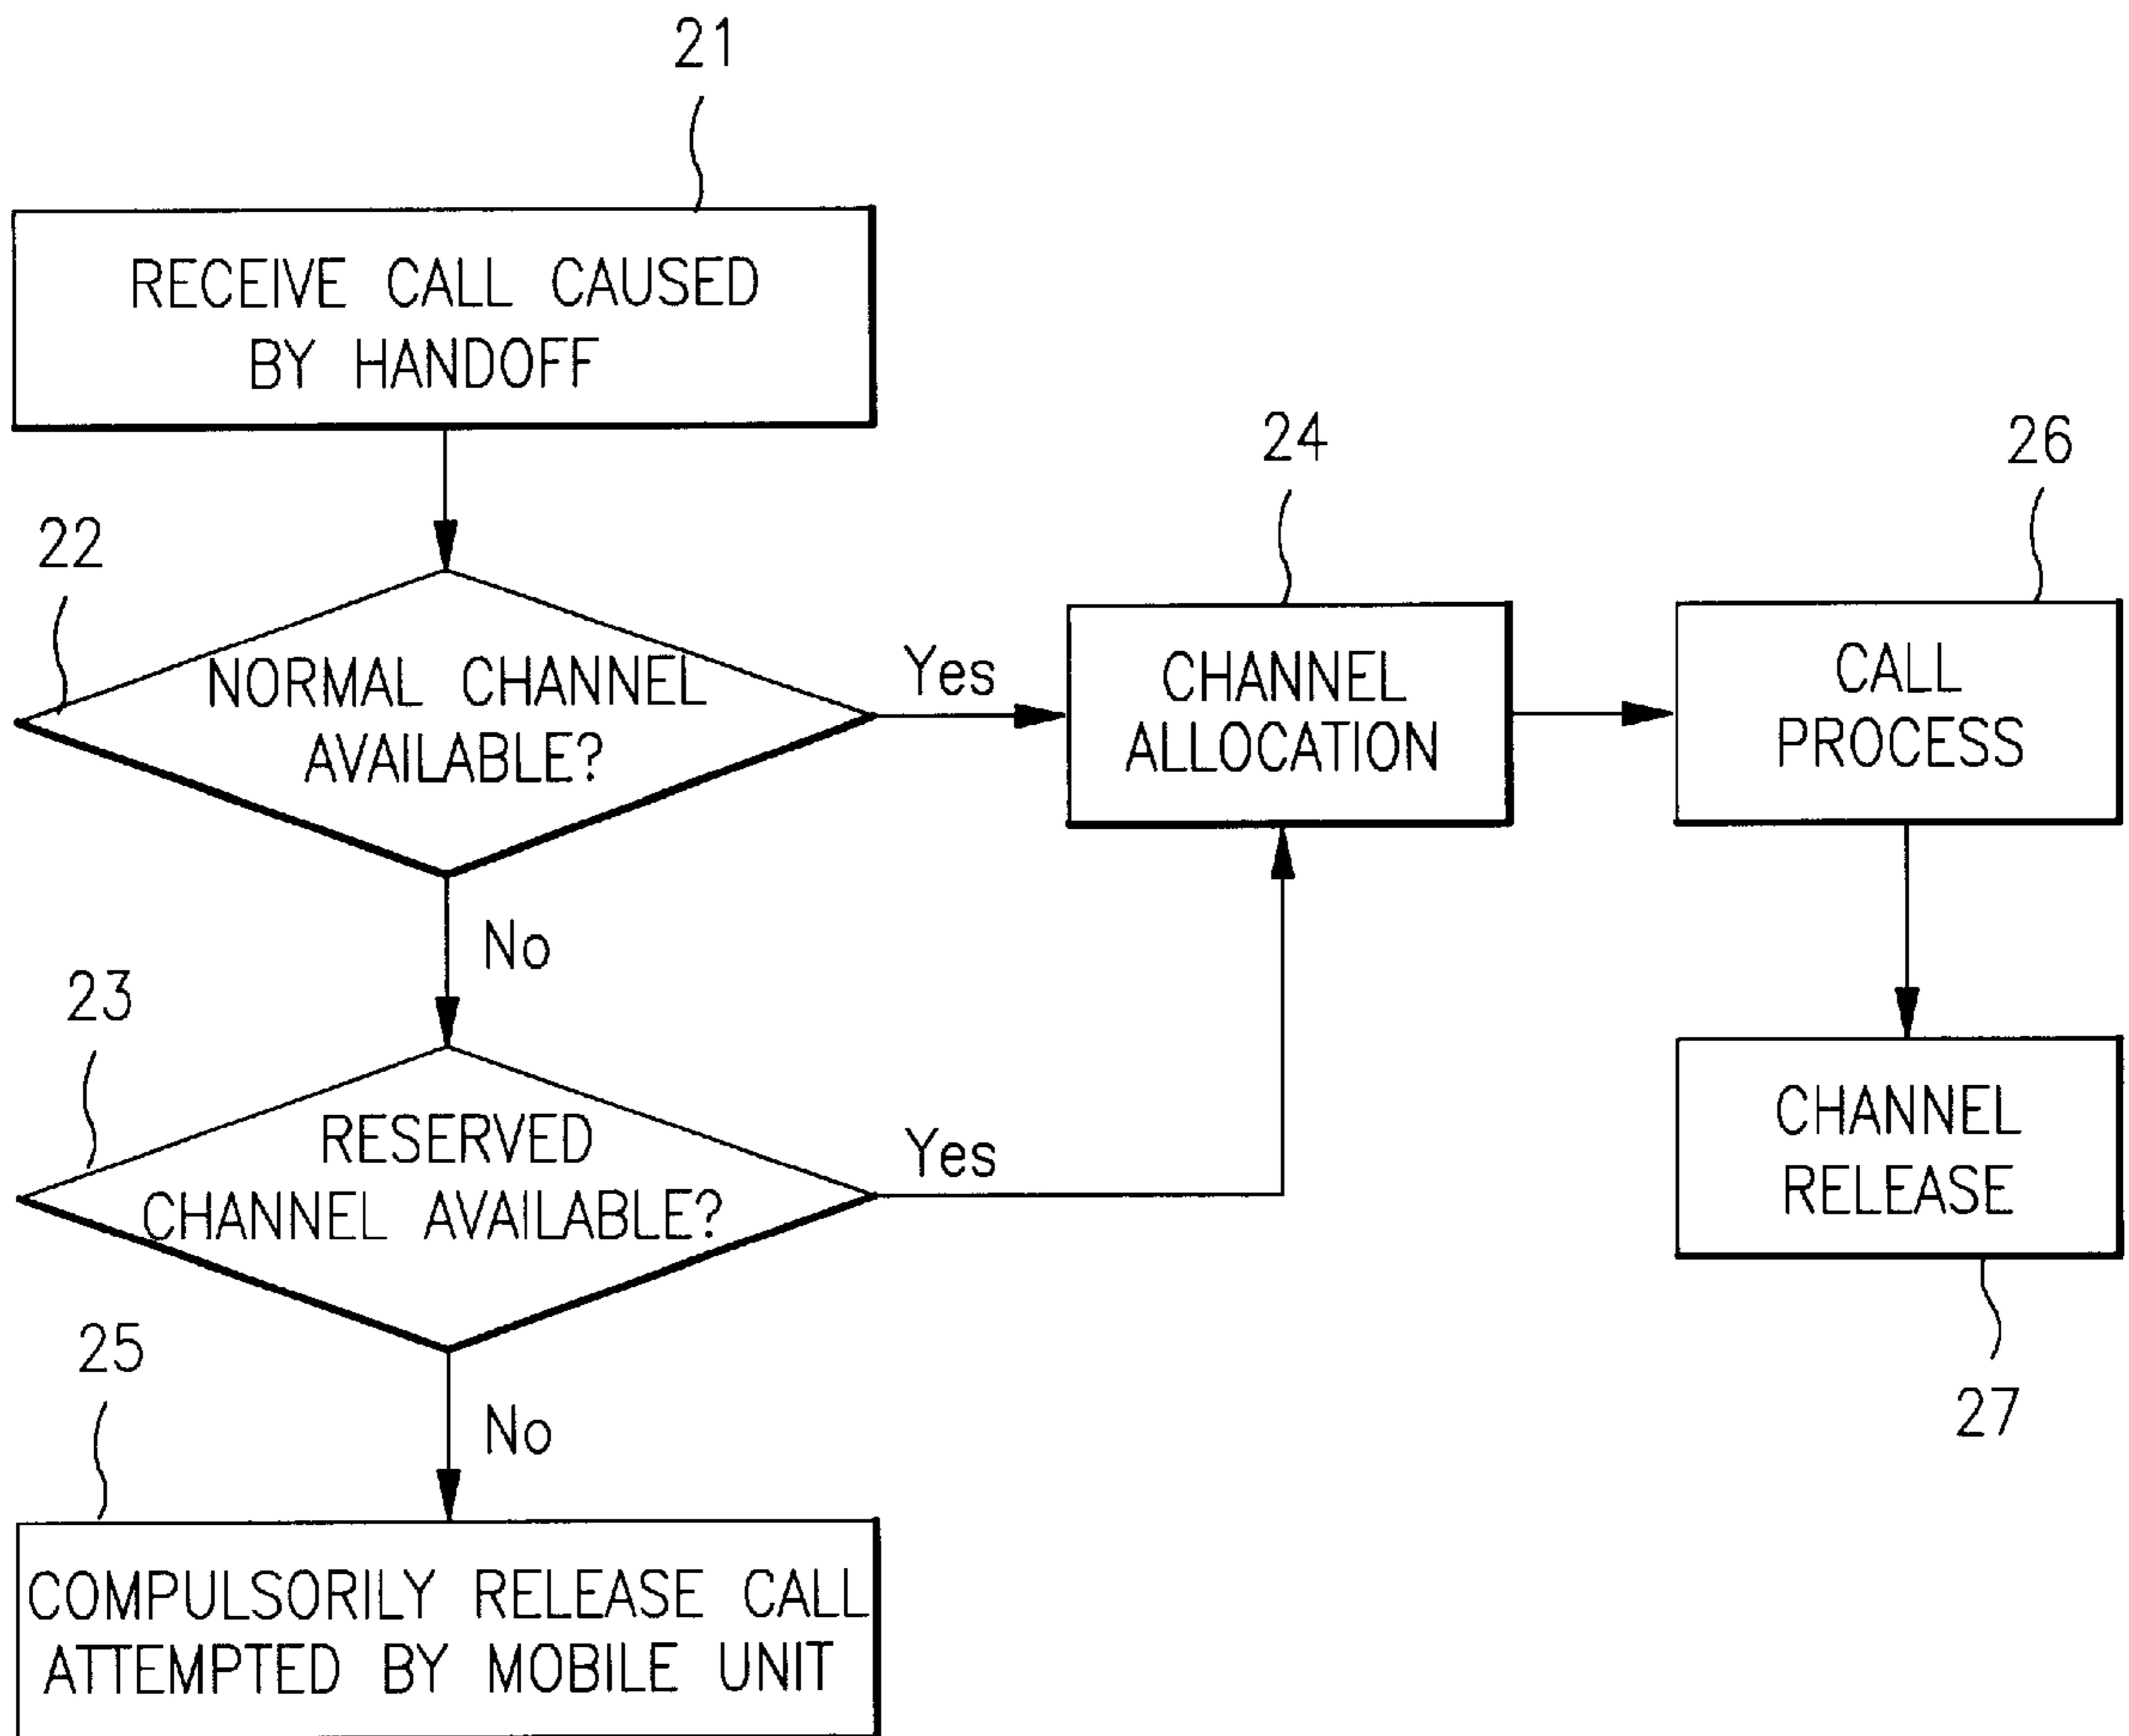 21
RECEIVE CALL CAUSED
BY HANDOFF
22
NORMAL CHANNEL
AVAILABLE?
Yes
No
24
CHANNEL
ALLOCATION
26
CALL
PROCESS
23
RESERVED
CHANNEL AVAILABLE?
Yes
No
CHANNEL
RELEASE
27
25
COMPULSORILY RELEASE CALL
ATTEMPTED BY MOBILE UNIT